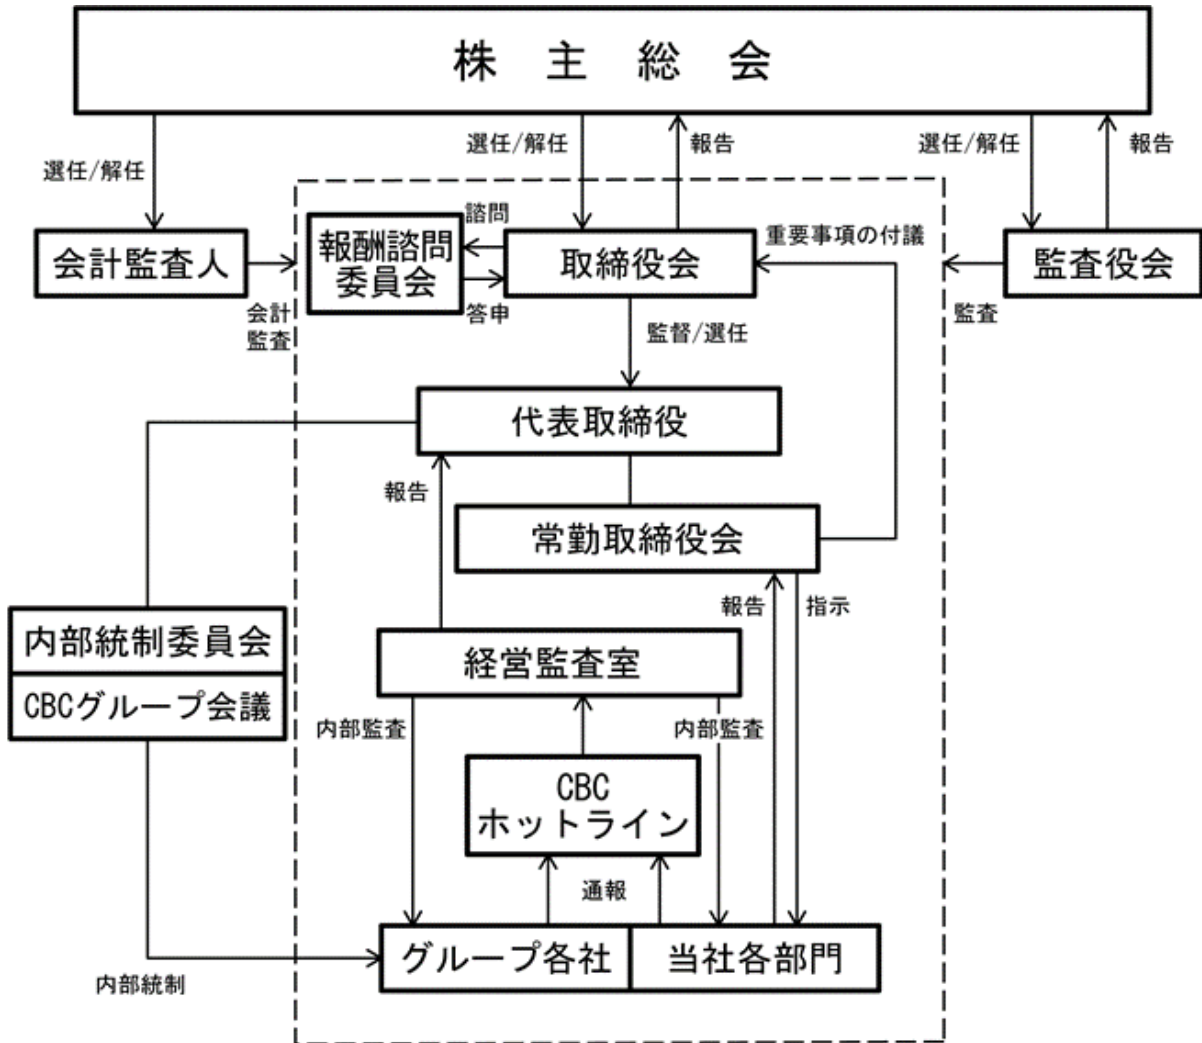 株主総会
選任/解任
選任/解任
報告
選任/解任
報告
会計監査人
会計
監査
報酬諮問
委員会
諮問
答申
取締役会
重要事項の付議
監査役会
監査
監督/選任
代表取締役
報告
常勤取締役会
報告
指示
内部統制委員会
CBCグループ会議
経営監査室
内部監査
内部監査
CBC
ホットライン
通報
グループ各社
当社各部門
内部統制